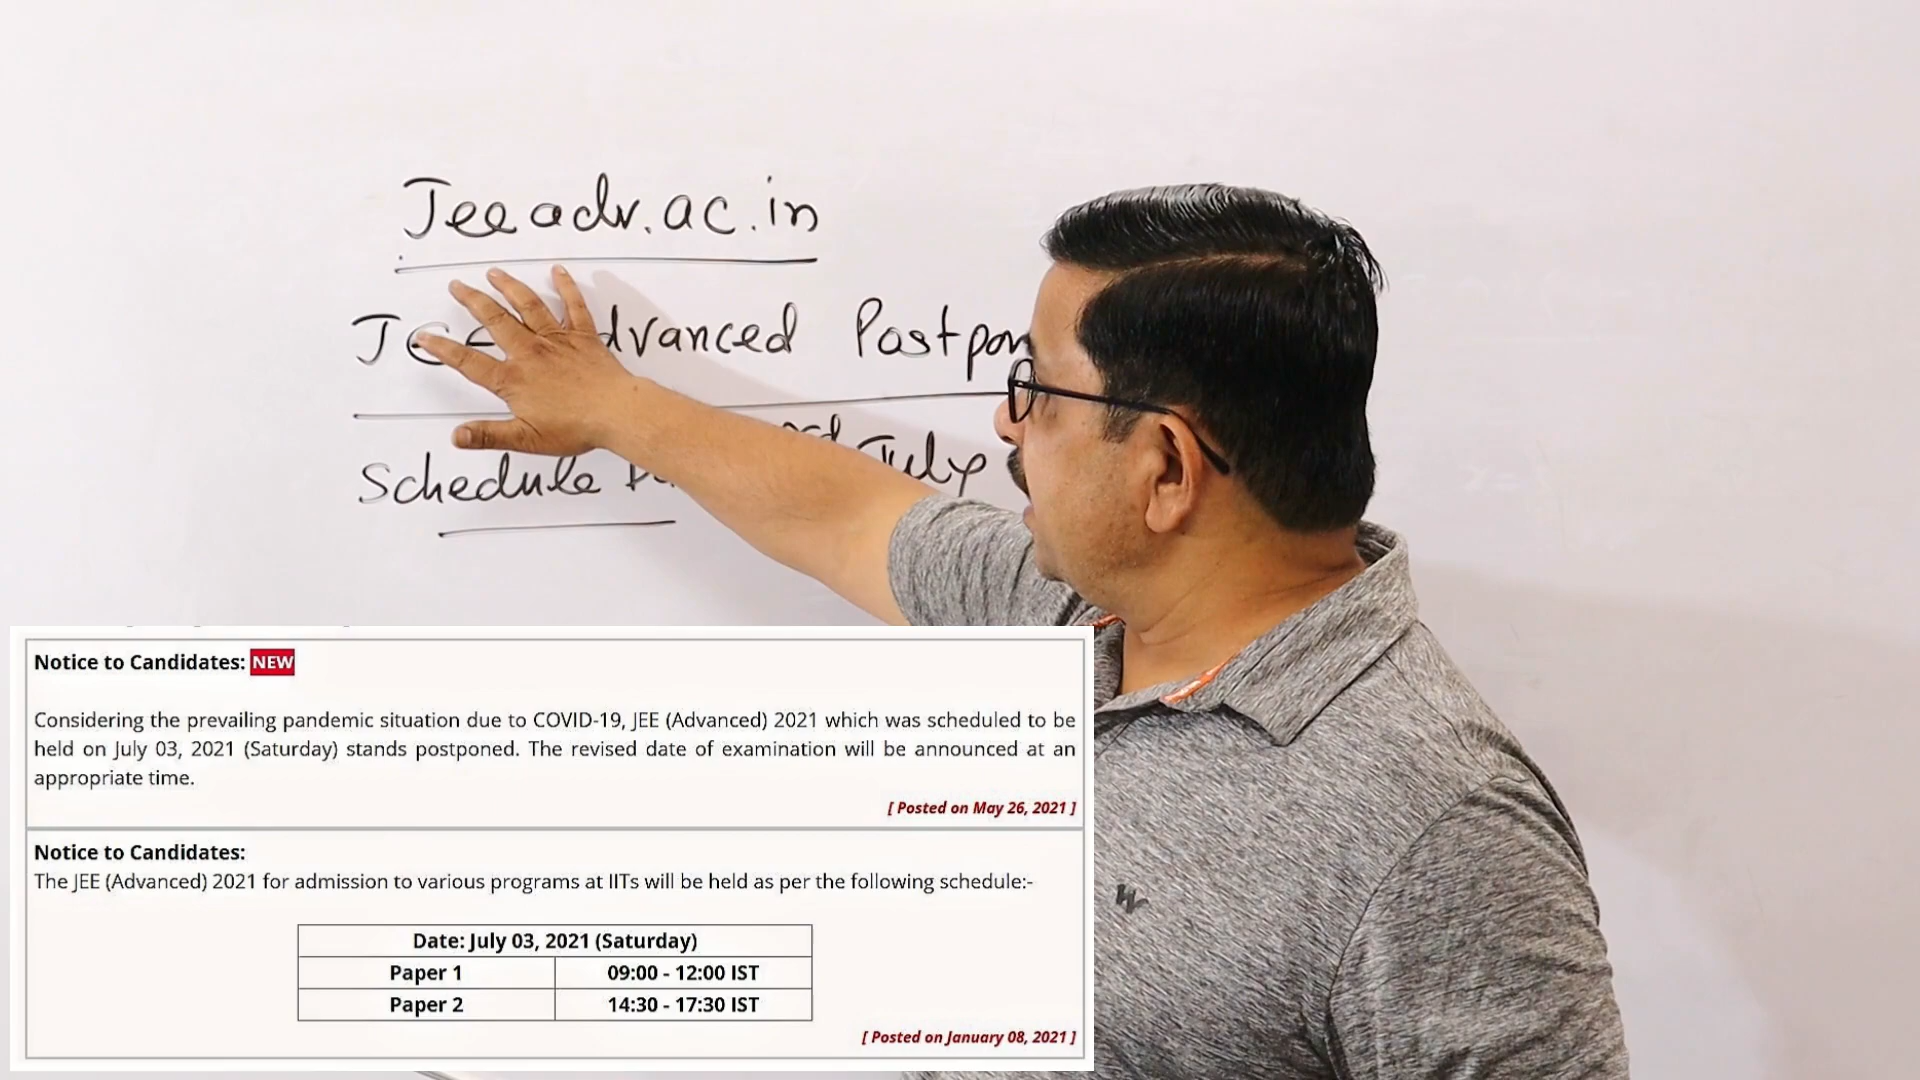 Jeeadv.ac.in
Advanced
Schedule
July
Notice to Candidates: NEW
Considering the prevailing pandemic situation due to COVID-19, JEE (Advanced) 2021 which was scheduled to be
held on July 03, 2021 (Saturday) stands postponed. The revised date of examination will be announced at an
appropriate time.
[ Posted on May 26, 2021 ]
Notice to Candidates:
The JEE (Advanced) 2021 for admission to various programs at IITs will be held as per the following schedule:-
Date: July 03, 2021 (Saturday)
Paper 1 09:00 - 12:00 IST
Paper 2 14:30 - 17:30 IST
[ Posted on January 08, 2021 ]